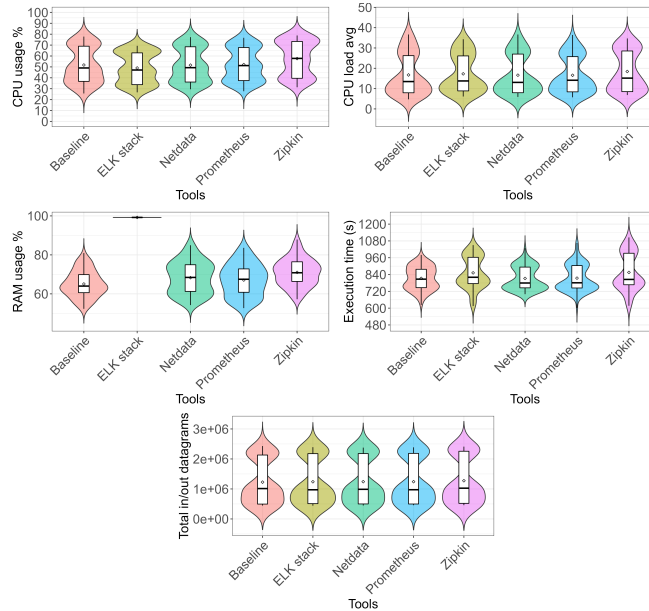 CPU usage %
100
90
80
70
60
50
40
30
20
10
0
Baseline
ELK stack
Netdata
Prometheus
Zipkin
Tools
CPU load avg
50
40
30
20
10
0
Baseline
ELK stack
Netdata
Prometheus
Zipkin
Tools
RAM usage %
100
80
60
Baseline
ELK stack
Netdata
Prometheus
Zipkin
Tools
Execution time (s)
1200
1080
960
840
720
600
480
Baseline
ELK stack
Netdata
Prometheus
Zipkin
Tools
Total in/out datagrams
3e+06
2e+06
1e+06
0e+00
Baseline
ELK stack
Netdata
Prometheus
Zipkin
Tools